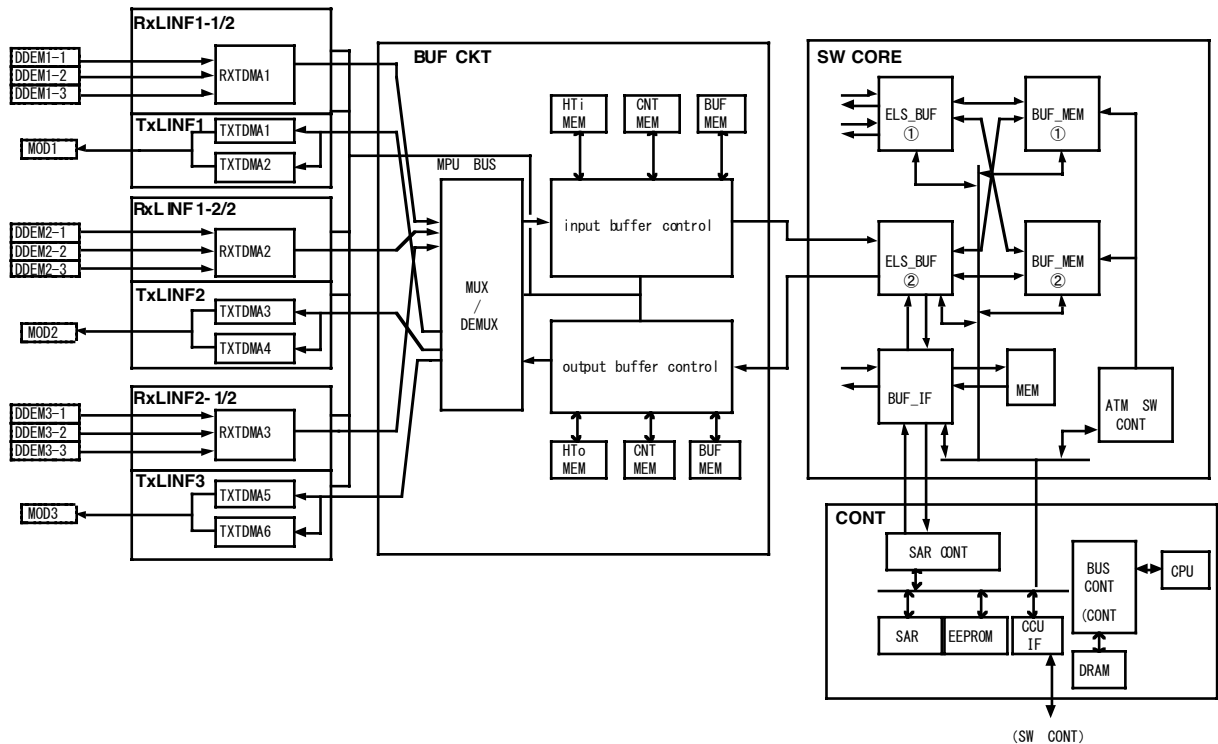 RxLINF1-1/2
DDEM1-1
DDEM1-2
DDEM1-3
RXTDMA1
TxLINF1
TXTDMA1
TXTDMA2
MOD1
RxLINF1-2/2
DDEM2-1
DDEM2-2
DDEM2-3
RXTDMA2
TxLINF2
TXTDMA3
TXTDMA4
MOD2
RxLINF2-1/2
DDEM3-1
DDEM3-2
DDEM3-3
RXTDMA3
TxLINF3
TXTDMA5
TXTDMA6
MOD3
BUF CKT
HTi
MEM
CNT
MEM
BUF
MEM
MPU BUS
MUX
/
DEMUX
input buffer control
output buffer control
HTo
MEM
CNT
MEM
BUF
MEM
SW CORE
ELS_BUF
①
BUF_MEM
①
ELS_BUF
②
BUF_MEM
②
BUF_IF
MEM
ATM SW
CONT
CONT
SAR CONT
SAR
EEPROM
CCU
IF
BUS
CONT
(CONT
CPU
DRAM
(SW CONT)